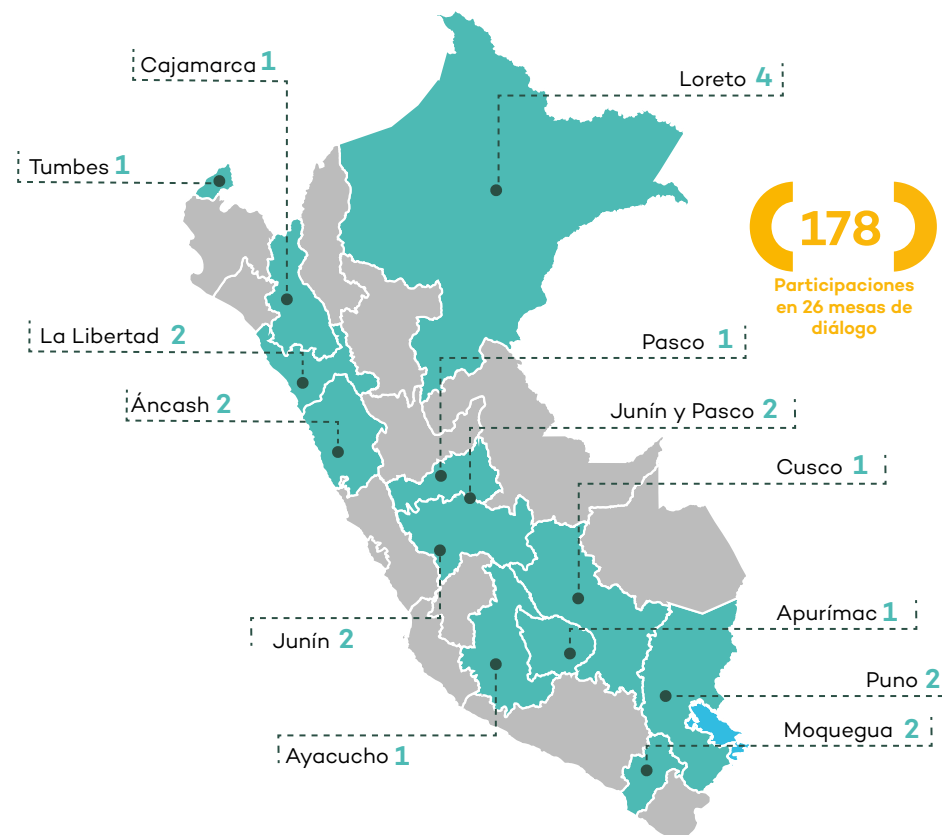 Cajamarca 1
Loreto 4
Tumbes 1
178
Participaciones
en 26 mesas de
diálogo
La Libertad 2
Pasco 1
Áncash 2
Junín y Pasco 2
Cusco 1
Apurímac 1
Junín 2
Puno 2
Moquegua 2
Ayacucho 1